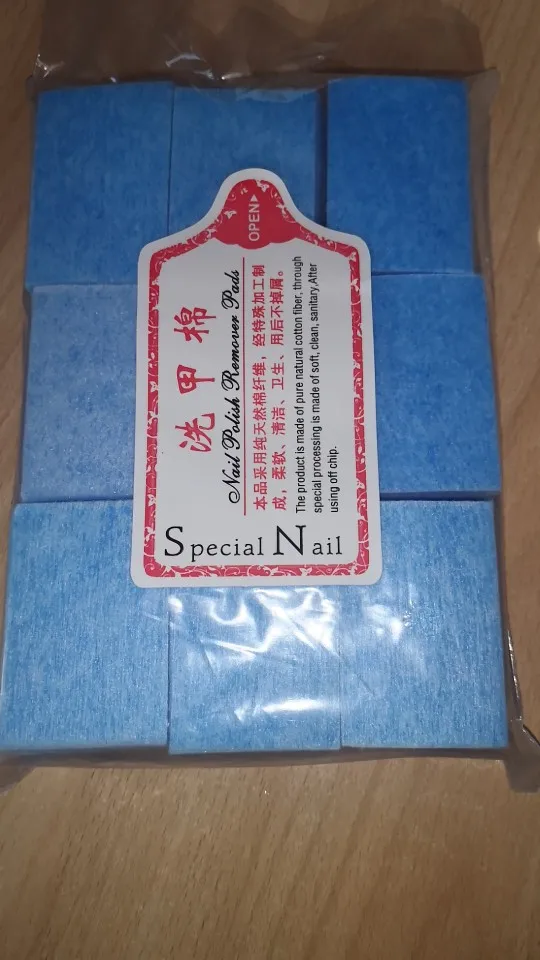 OPEN▸
洗甲棉
Nail Polish Remover Pads
本品采用纯天然棉纤维，经特殊加工制
成，柔软、清洁、卫生、用后不掉屑。
The product is made of pure natural cotton fiber, through
special processing is made of soft, clean, sanitary,After
using off chip.
Special Nail